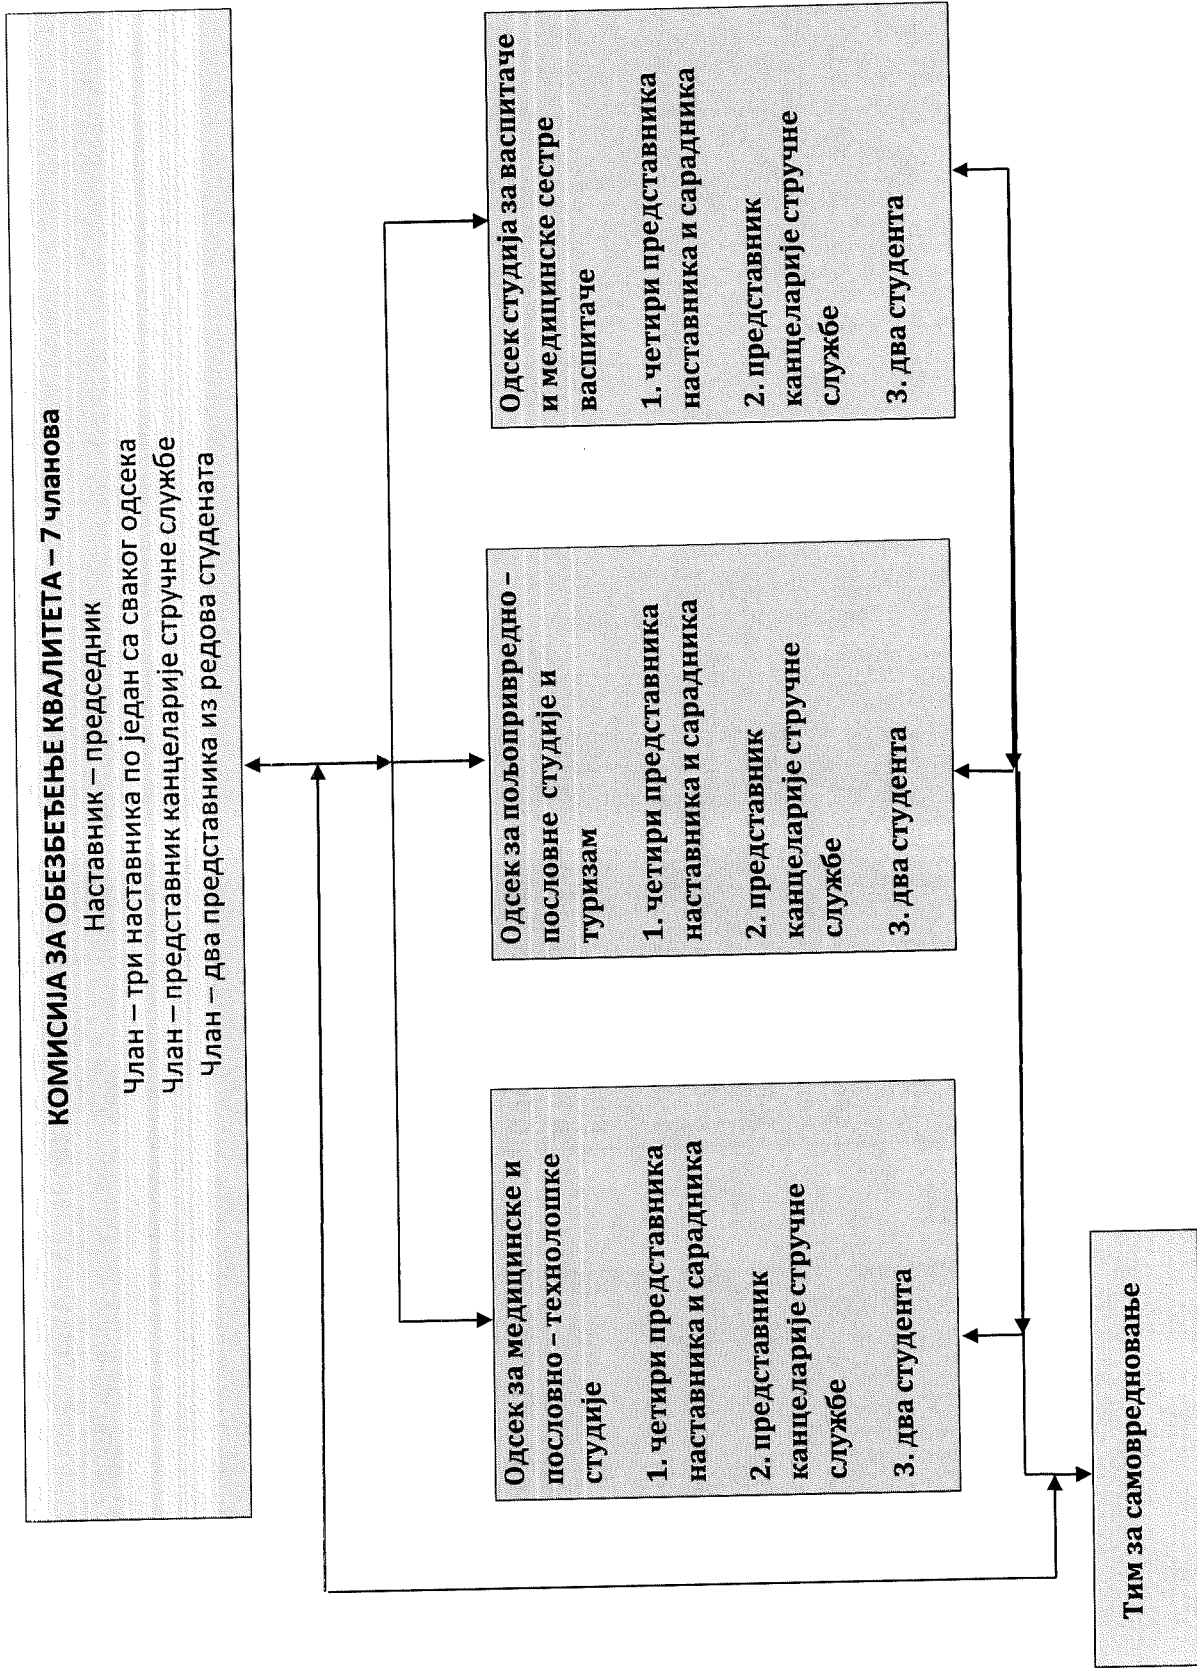 КОМИСИЈА ЗА ОБЕЗБЕЂЕЊЕ КВАЛИТЕТА – 7 чланова
Наставник – председник
Члан – три наставника по један са сваког одсека
Члан – представник канцеларије стручне службе
Члан – два представника из редова студената
Одсек за медицинске и
пословно – технолошке
студије
1. четири представника
наставника и сарадника
2. представник
канцеларије стручне
службе
3. два студента
Одсек за пољопривредно –
пословне студије и
туризам
1. четири представника
наставника и сарадника
2. представник
канцеларије стручне
службе
3. два студента
Одсек студија за васпитаче
и медицинске сестре
васпитаче
1. четири представника
наставника и сарадника
2. представник
канцеларије стручне
службе
3. два студента
Тим за самовредновање